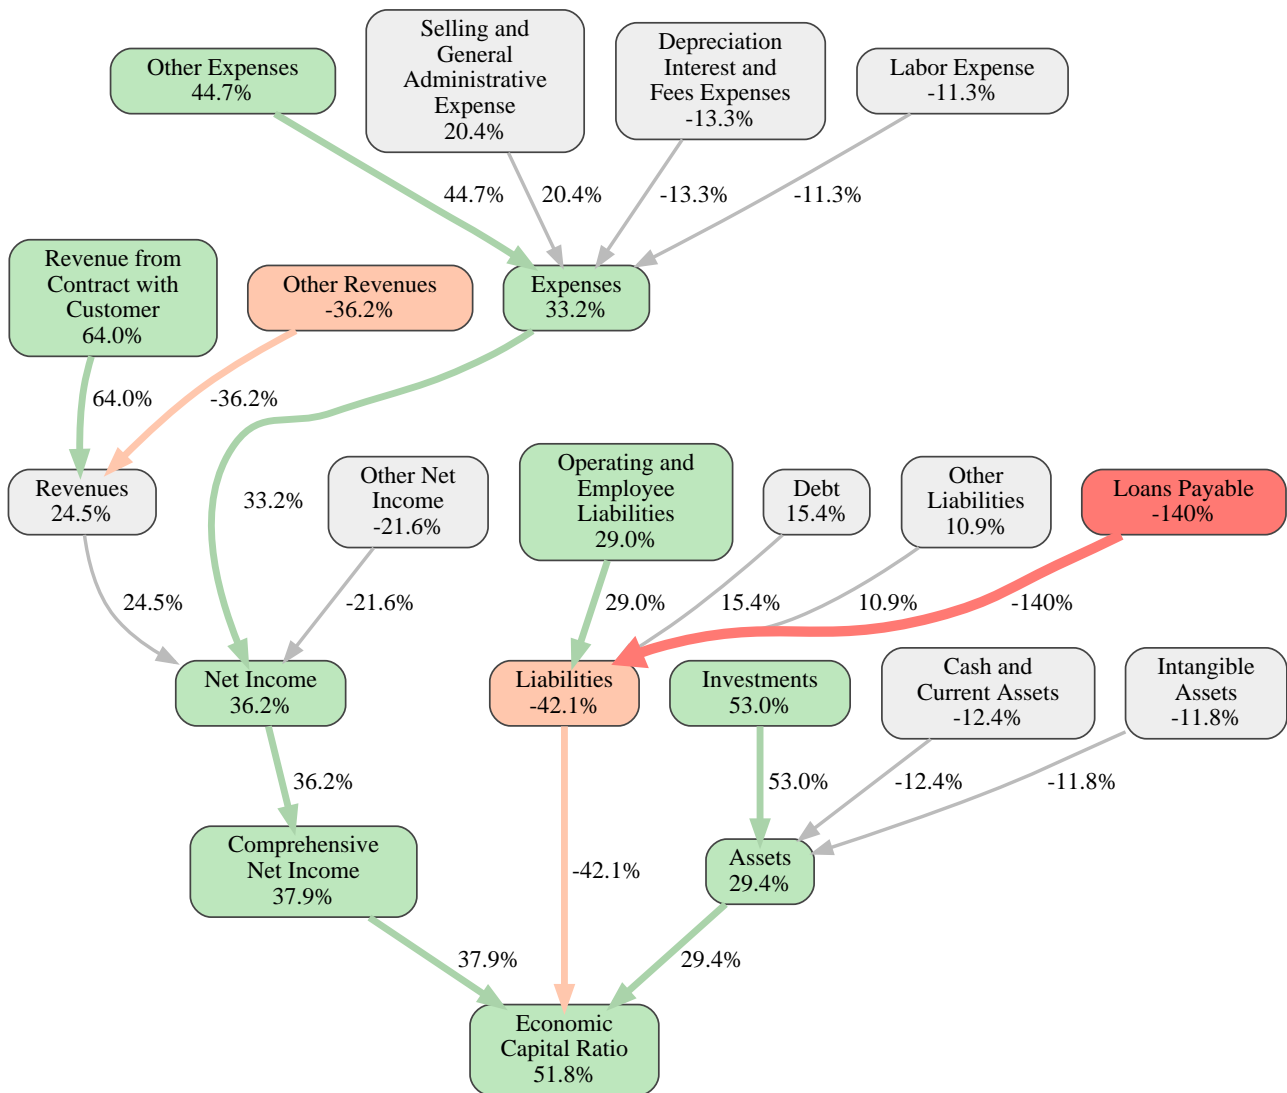 Other Expenses
44.7%
Selling and
General
Administrative
Expense
20.4%
Depreciation
Interest and
Fees Expenses
-13.3%
Labor Expense
-11.3%
44.7%
20.4%
-13.3%
-11.3%
Revenue from
Contract with
Customer
64.0%
Other Revenues
-36.2%
Expenses
33.2%
64.0%
-36.2%
Revenues
24.5%
33.2%
Other Net
Income
-21.6%
Operating and
Employee
Liabilities
29.0%
Debt
15.4%
Other
Liabilities
10.9%
Loans Payable
-140%
24.5%
-21.6%
29.0%
15.4%
10.9%
-140%
Net Income
36.2%
Liabilities
-42.1%
Investments
53.0%
Cash and
Current Assets
-12.4%
Intangible
Assets
-11.8%
36.2%
53.0%
-12.4%
-11.8%
Comprehensive
Net Income
37.9%
-42.1%
Assets
29.4%
37.9%
29.4%
Economic
Capital Ratio
51.8%